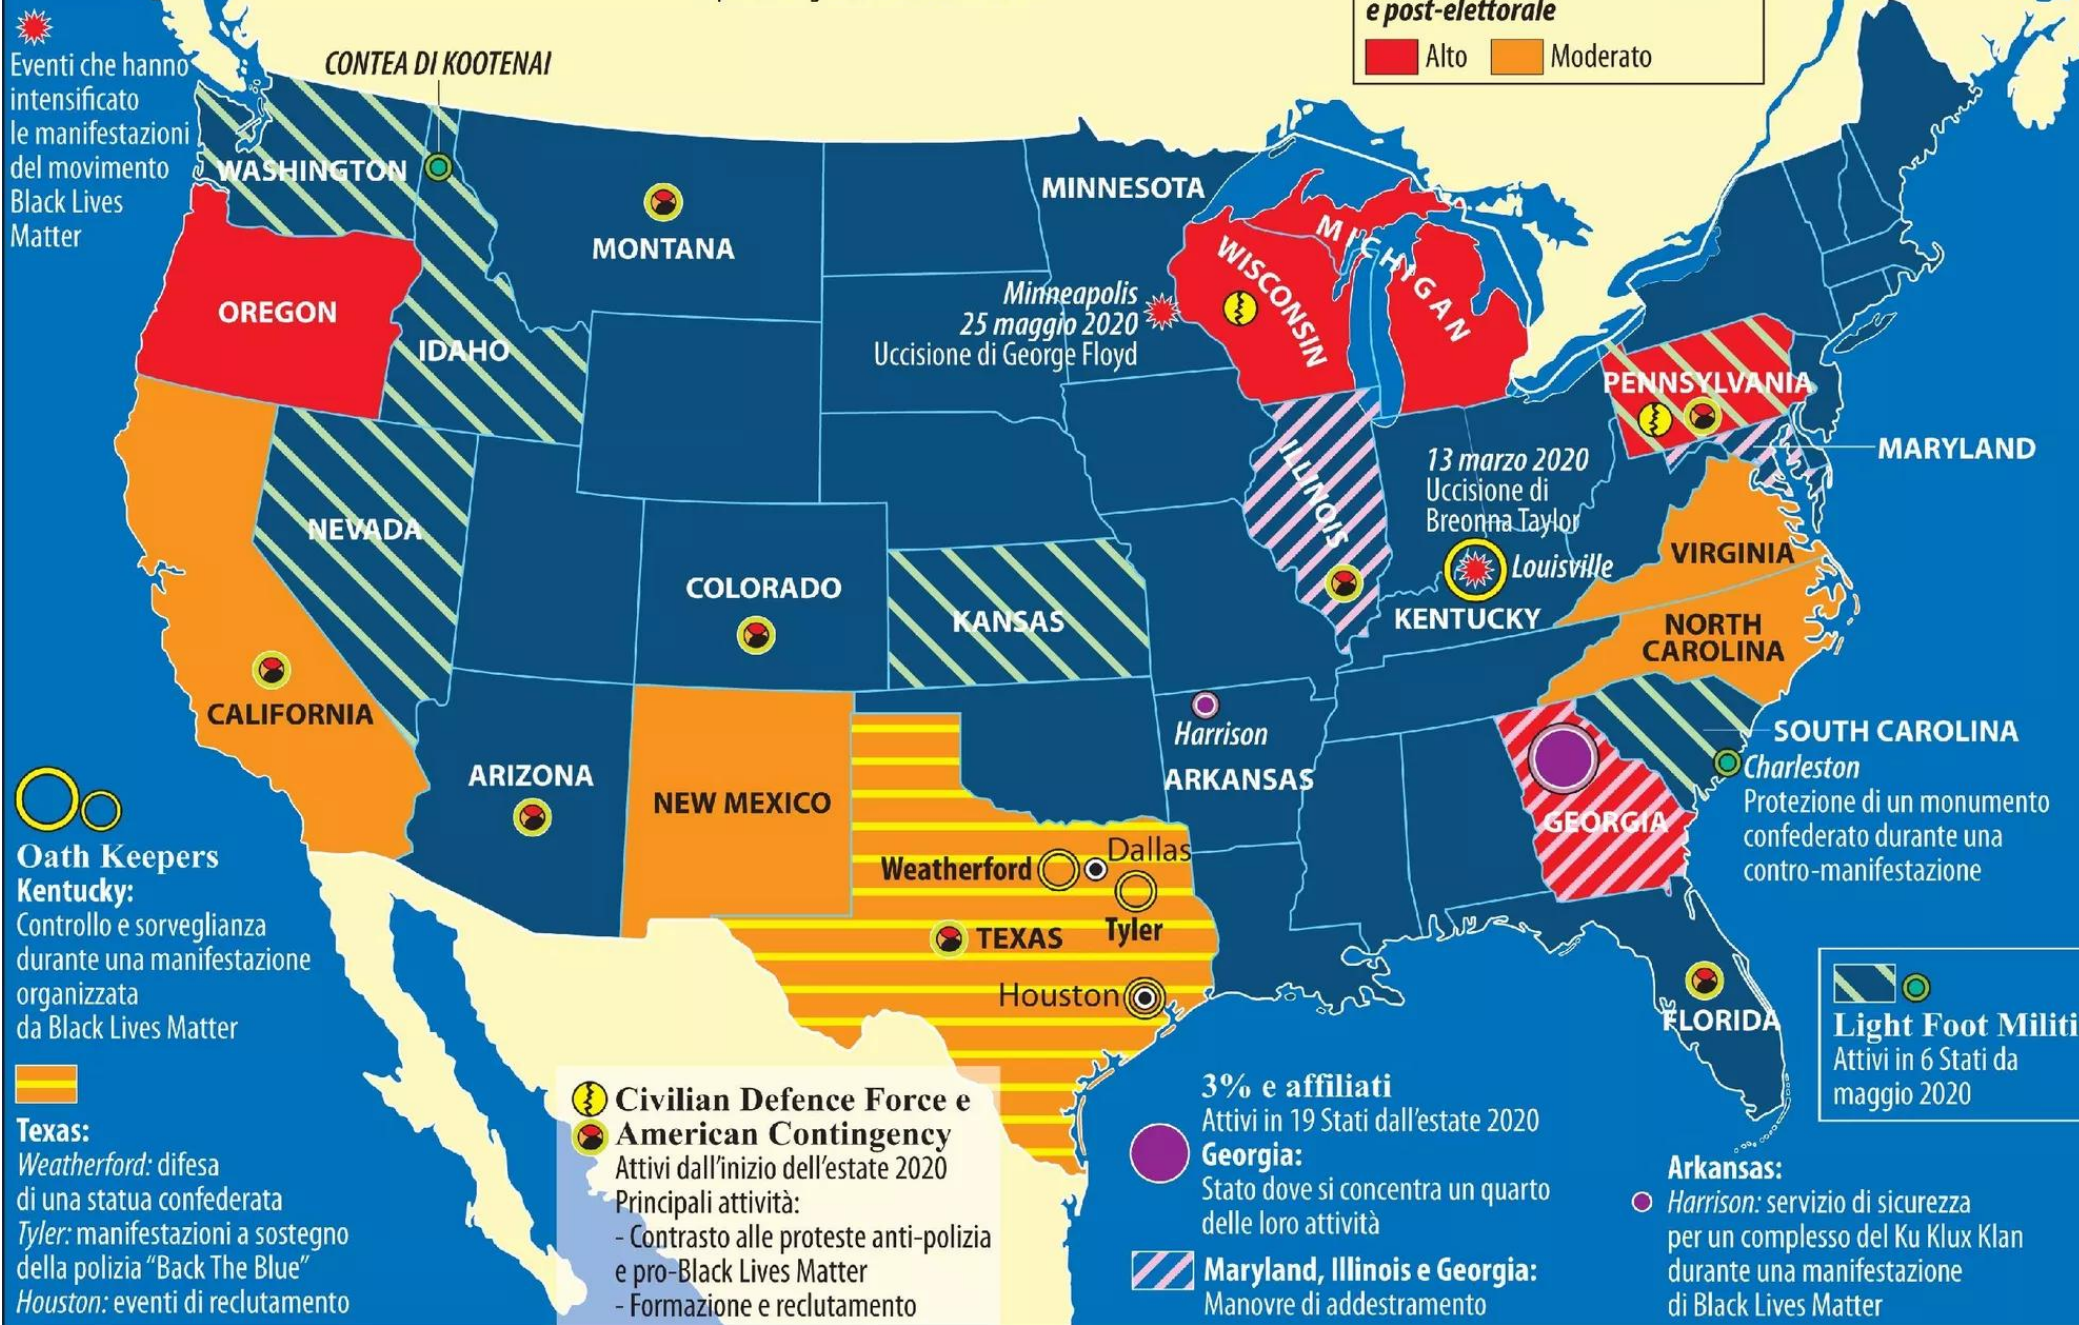 e post-elettorale
Alto
Moderato
Eventi che hanno
intensificato
le manifestazioni
del movimento
Black Lives
Matter
CONTEA DI KOOTENAI
WASHINGTON
MONTANA
MINNESOTA
OREGON
IDAHO
Minneapolis
25 maggio 2020
Uccisione di George Floyd
WISCONSIN
MICHIGAN
PENNSYLVANIA
MARYLAND
NEVADA
ILLINOIS
13 marzo 2020
Uccisione di
Breonna Taylor
Louisville
KENTUCKY
VIRGINIA
NORTH
CAROLINA
COLORADO
KANSAS
CALIFORNIA
ARIZONA
NEW MEXICO
Harrison
ARKANSAS
GEORGIA
SOUTH CAROLINA
Charleston
Protezione di un monumento
confederato durante una
contro-manifestazione
Weatherford
Dallas
Tyler
TEXAS
Houston
FLORIDA
Oath Keepers
Kentucky:
Controllo e sorveglianza
durante una manifestazione
organizzata
da Black Lives Matter
Texas:
Weatherford: difesa
di una statua confederata
Tyler: manifestazioni a sostegno
della polizia “Back The Blue”
Houston: eventi di reclutamento
Civilian Defence Force e
American Contingency
Attivi dall’inizio dell’estate 2020
Principali attività:
- Contrasto alle proteste anti-polizia
e pro-Black Lives Matter
- Formazione e reclutamento
3% e affiliati
Attivi in 19 Stati dall’estate 2020
Georgia:
Stato dove si concentra un quarto
delle loro attività
Maryland, Illinois e Georgia:
Manovre di addestramento
Light Foot Militi
Attivi in 6 Stati da
maggio 2020
Arkansas:
Harrison: servizio di sicurezza
per un complesso del Ku Klux Klan
durante una manifestazione
di Black Lives Matter